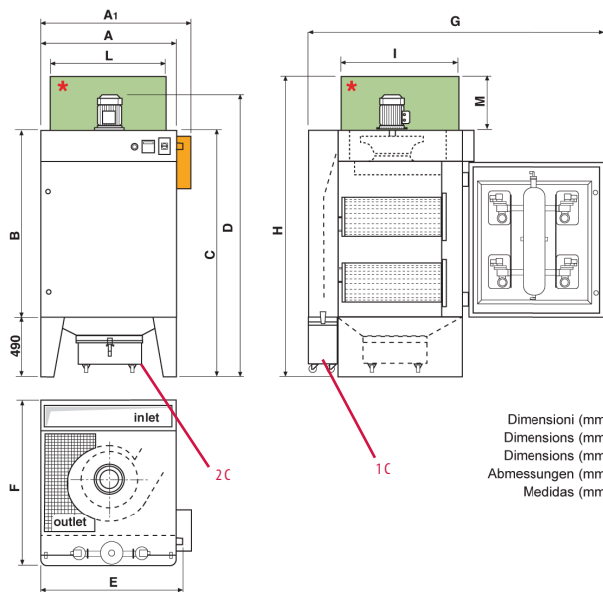 A1
A
L
*
B
490
C
D
2C
G
I
*
M
H
1C
inlet
outlet
F
E
Dimensioni (mm
Dimensions (mm
Dimensions (mm
Abmessungen (mm
Medidas (mm